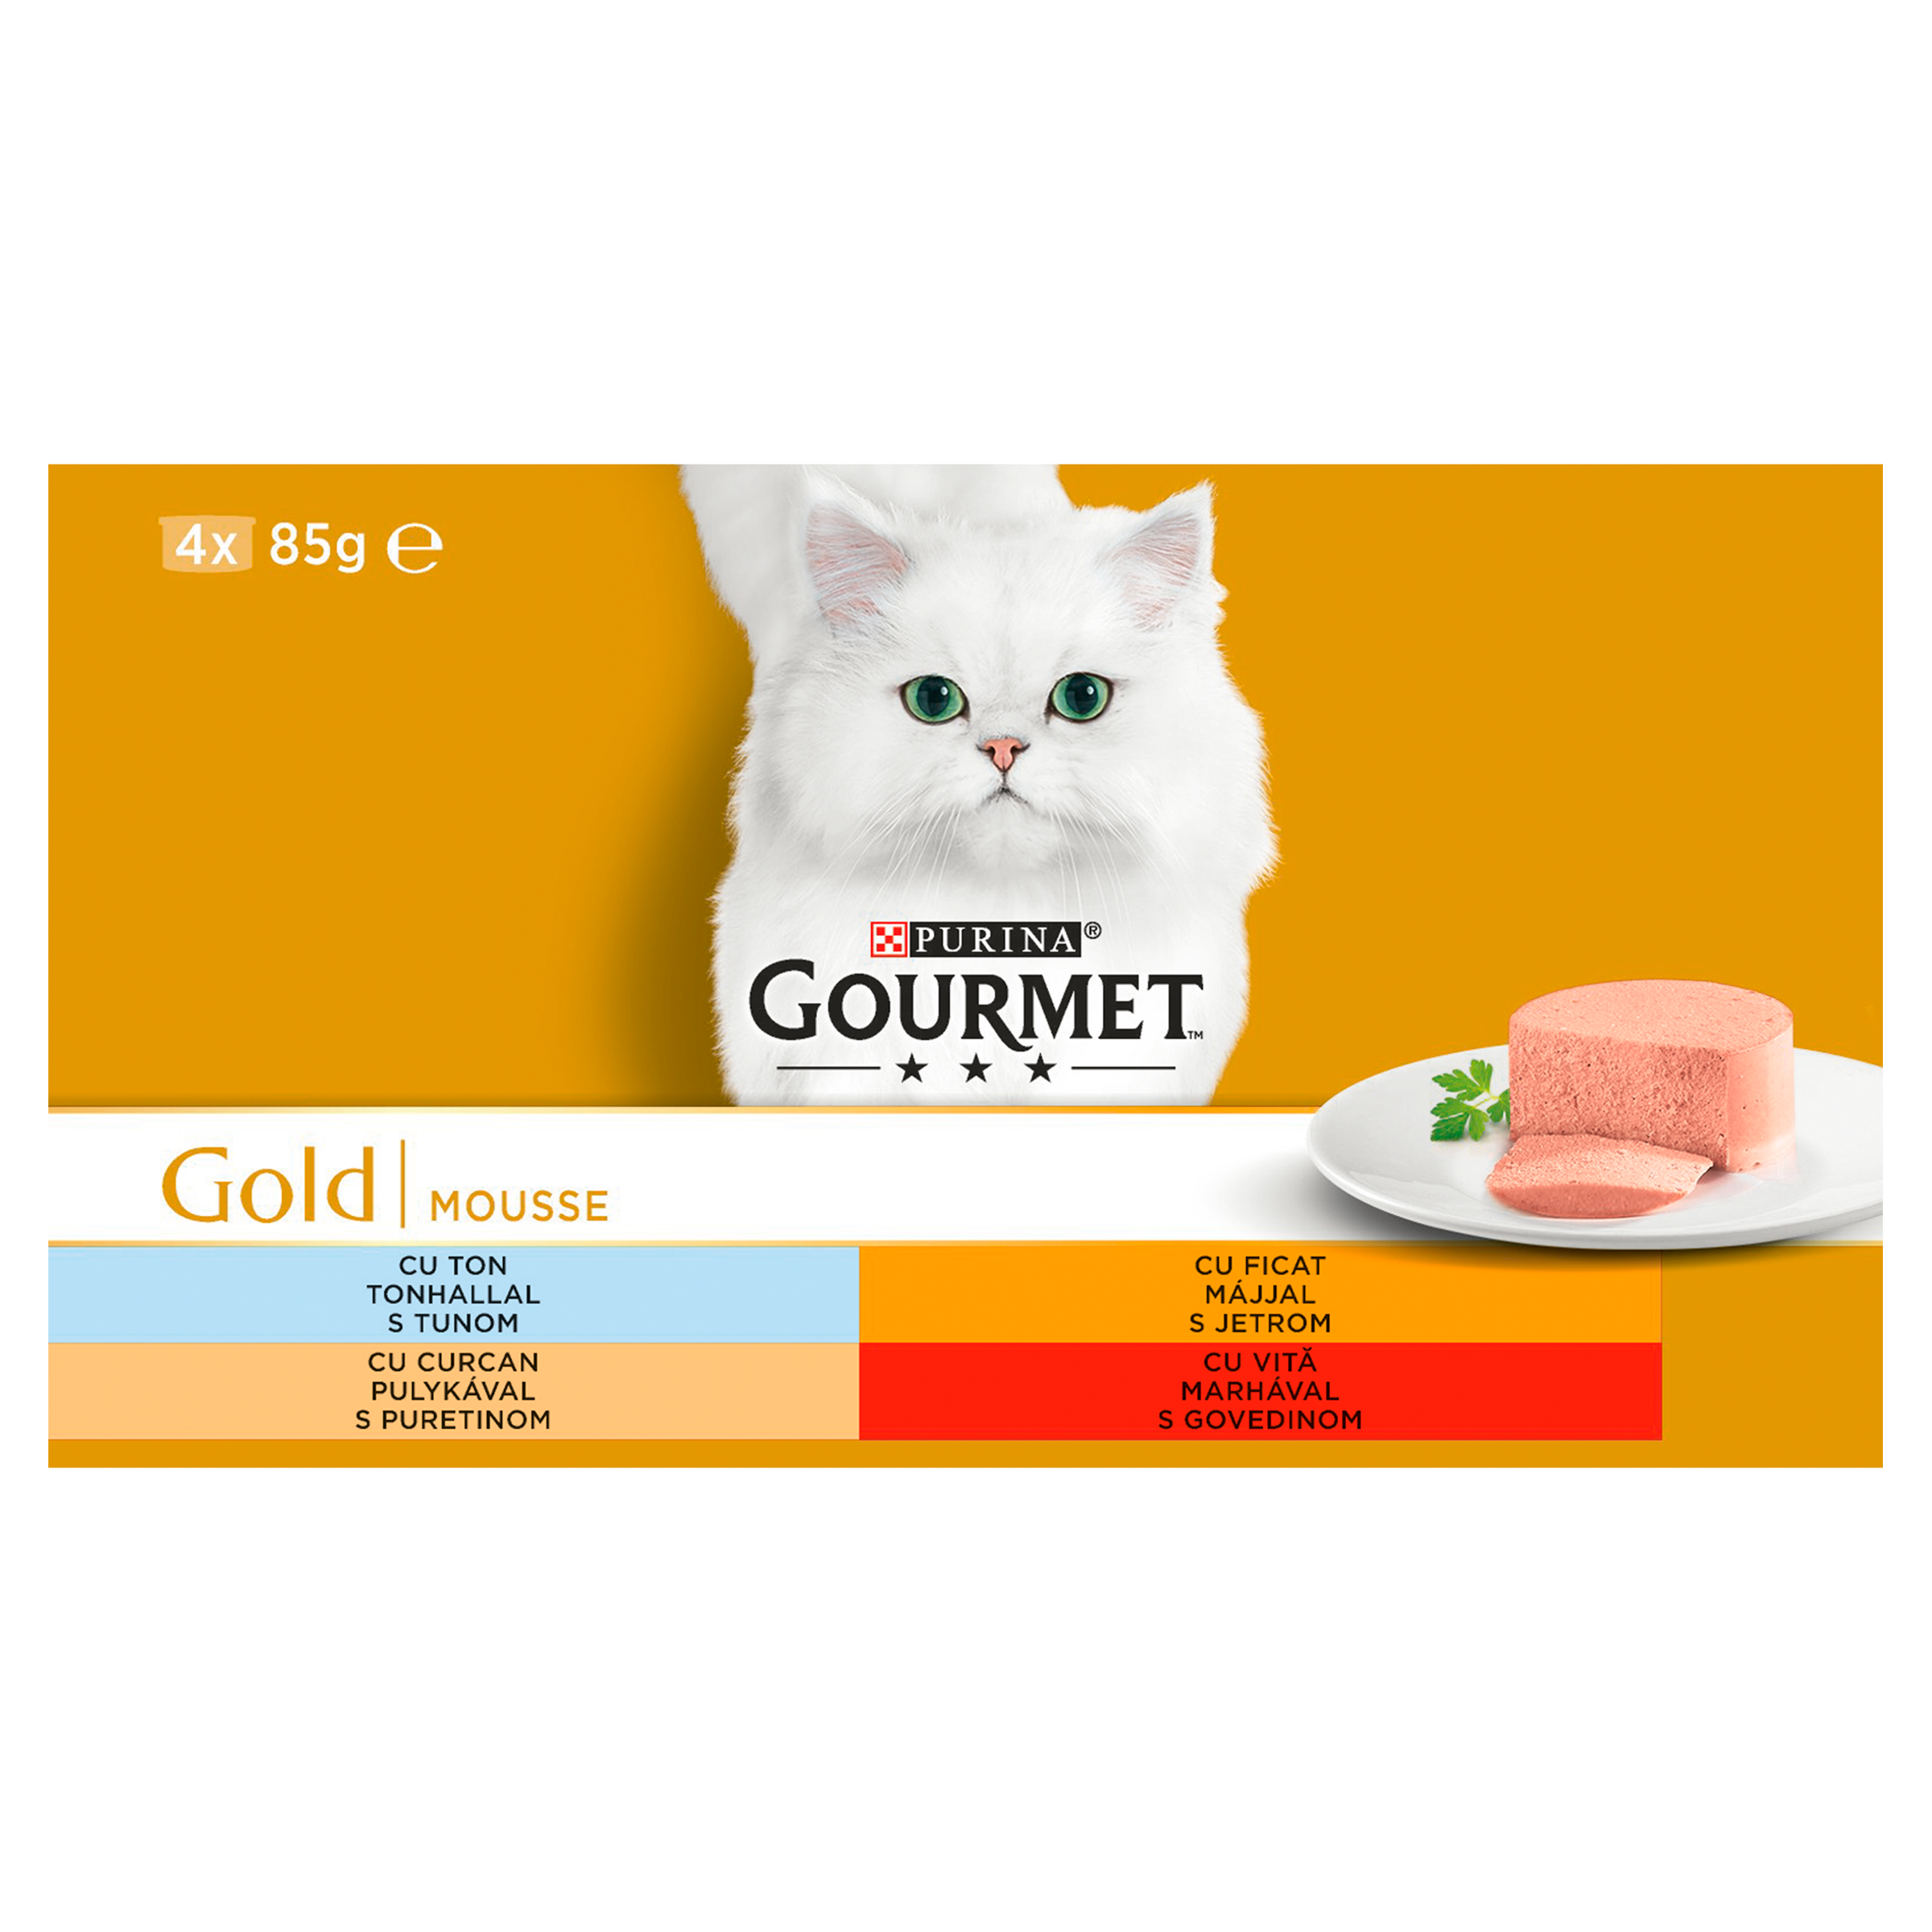 4x 85g ℮
PURINA®
GOURMET™
Gold | MOUSSE
CU TON
TONHALLAL
S TUNOM
CU FICAT
MÁJJAL
S JETROM
CU CURCAN
PULYKÁVAL
S PURETINOM
CU VITĂ
MARHÁVAL
S GOVEDINOM